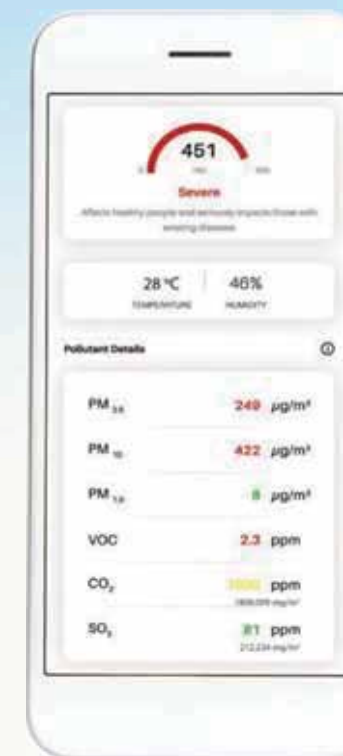 451
Severe
Affects healthy people and seriously impacts those with
existing diseases
28 °C 46%
TEMPERATURE HUMIDITY
Pollutant Details
PM 2.5 249 µg/m³
PM 10 422 µg/m³
PM 1.0 8 µg/m³
VOC 2.3 ppm
CO₂ ppm
SO₂ 81 ppm